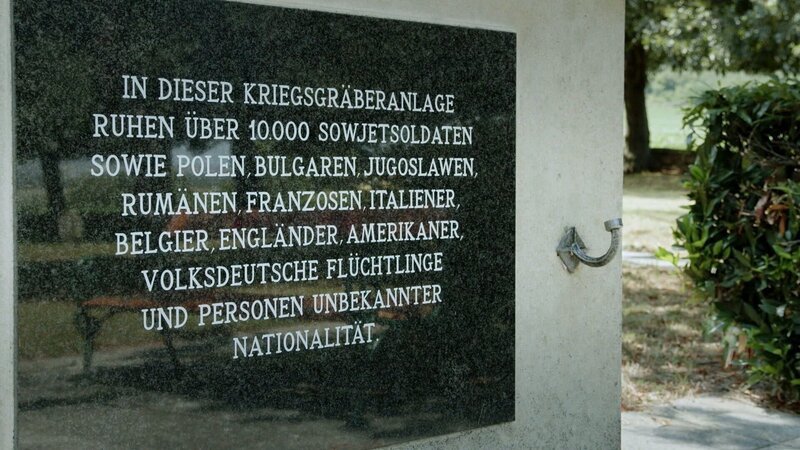 IN DIESER KRIEGSGRÄBERANLAGE
RUHEN ÜBER 10.000 SOWJETSOLDATEN
SOWIE POLEN, BULGAREN, JUGOSLAWEN,
RUMÄNEN, FRANZOSEN, ITALIENER,
BELGIER, ENGLÄNDER, AMERIKANER,
VOLKSDEUTSCHE FLÜCHTLINGE
UND PERSONEN UNBEKANNTER
NATIONALITÄT.